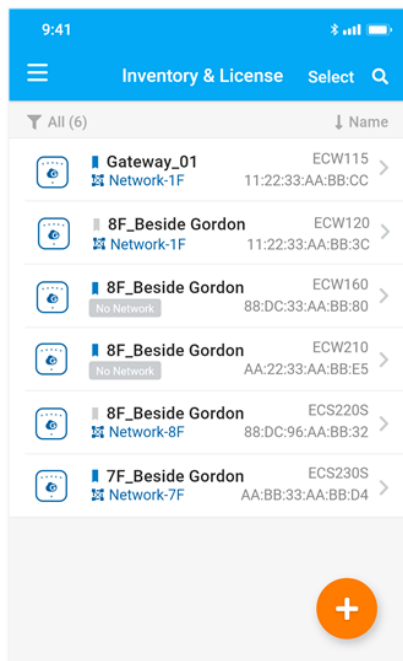 9:41
Inventory & License Select
All (6) Name
Gateway_01 ECW115
Network-1F 11:22:33:AA:BB:CC
8F_Beside Gordon ECW120
Network-1F 11:22:33:AA:BB:3C
8F_Beside Gordon ECW160
No Network 88:DC:33:AA:BB:80
8F_Beside Gordon ECW210
No Network AA:22:33:AA:BB:E5
8F_Beside Gordon ECS220S
Network-8F 88:DC:96:AA:BB:32
7F_Beside Gordon ECS230S
Network-7F AA:BB:33:AA:BB:D4